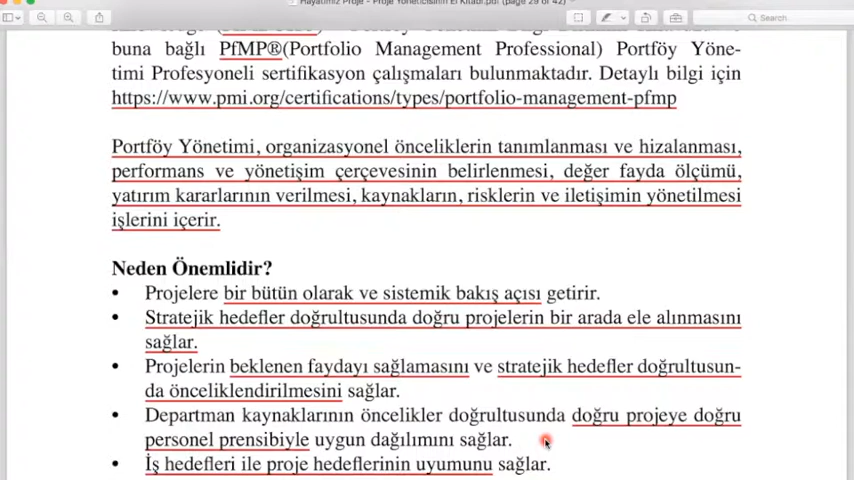 Hayatımız Proje - Proje Yöneticisinin El Kitabı.pdf (page 29 of 42)
Search
buna bağlı PfMP®(Portfolio Management Professional) Portföy Yöne-
timi Profesyoneli sertifikasyon çalışmaları bulunmaktadır. Detaylı bilgi için
https://www.pmi.org/certifications/types/portfolio-management-pfmp
Portföy Yönetimi, organizasyonel önceliklerin tanımlanması ve hizalanması,
performans ve yönetişim çerçevesinin belirlenmesi, değer fayda ölçümü,
yatırım kararlarının verilmesi, kaynakların, risklerin ve iletişimin yönetilmesi
işlerini içerir.
Neden Önemlidir?
• Projelere bir bütün olarak ve sistemik bakış açısı getirir.
• Stratejik hedefler doğrultusunda doğru projelerin bir arada ele alınmasını
sağlar.
• Projelerin beklenen faydayı sağlamasını ve stratejik hedefler doğrultusun-
da önceliklendirilmesini sağlar.
• Departman kaynaklarının öncelikler doğrultusunda doğru projeye doğru
personel prensibiyle uygun dağılımını sağlar.
• İş hedefleri ile proje hedeflerinin uyumunu sağlar.